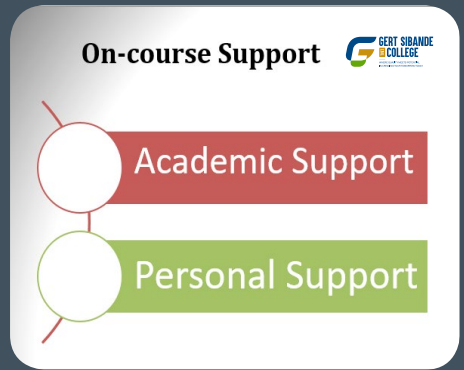 On-course Support
GERT SIBANDE
COLLEGE
Academic Support
Personal Support